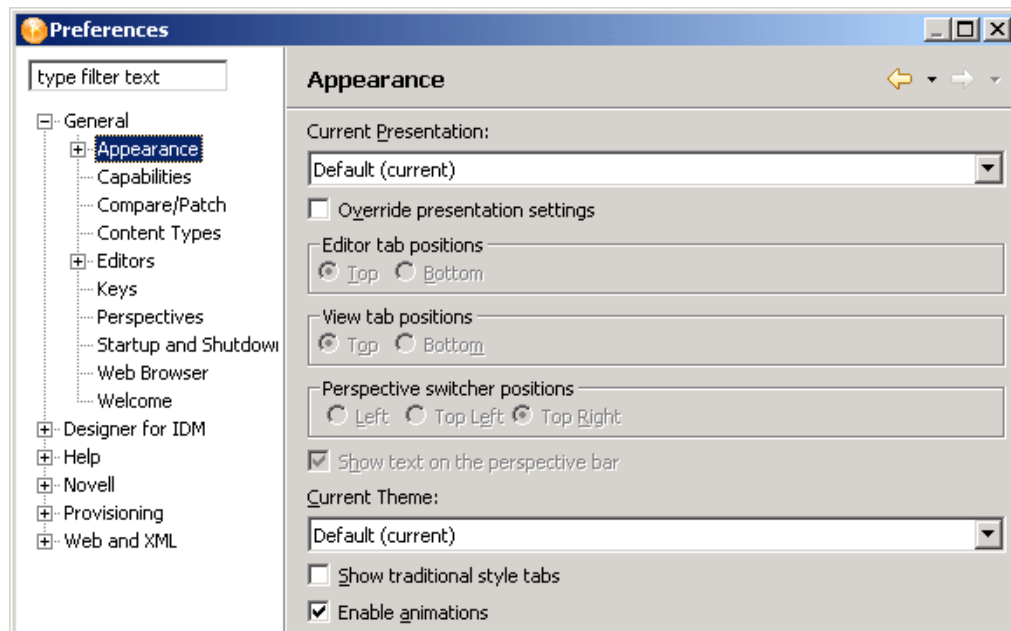 Preferences
type filter text
General
Appearance
Capabilities
Compare/Patch
Content Types
Editors
Keys
Perspectives
Startup and Shutdow
Web Browser
Welcome
Designer for IDM
Help
Novell
Provisioning
Web and XML
Appearance
Current Presentation:
Default (current)
Override presentation settings
Editor tab positions
Top Bottom
View tab positions
Top Bottom
Perspective switcher positions
Left Top Left Top Right
Show text on the perspective bar
Current Theme:
Default (current)
Show traditional style tabs
Enable animations